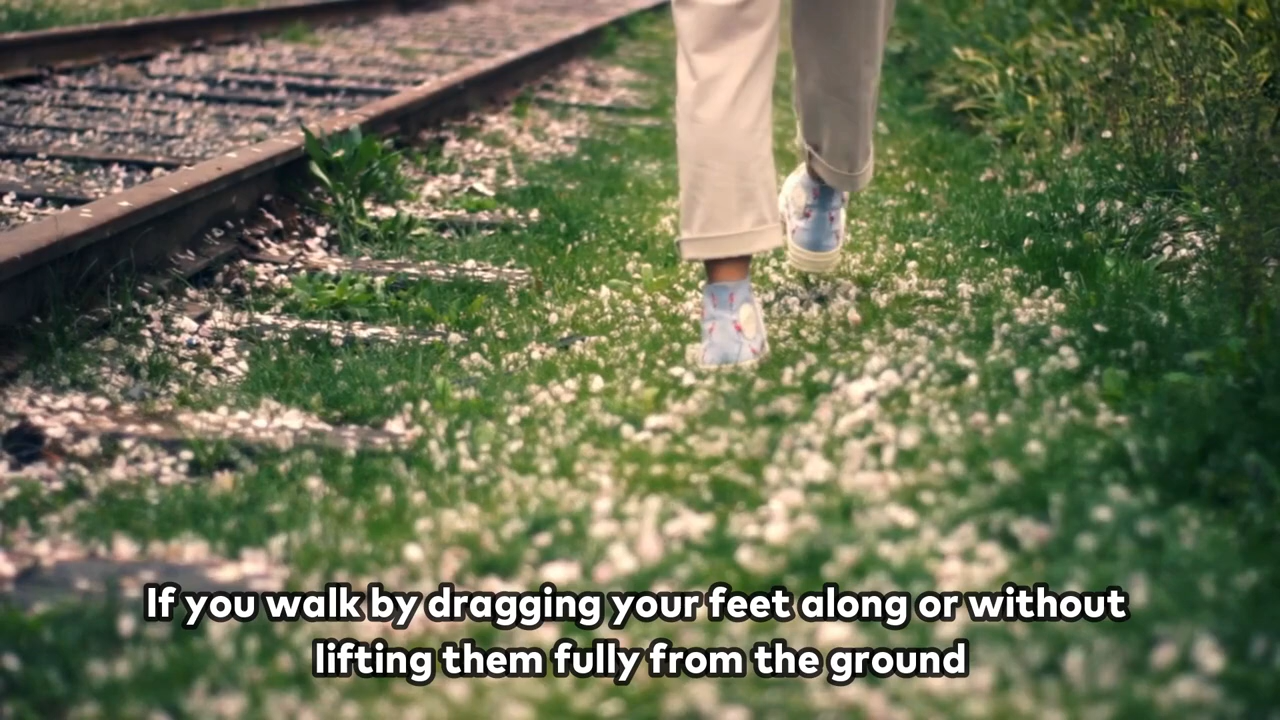 If you walk by dragging your feet along or without
lifting them fully from the ground